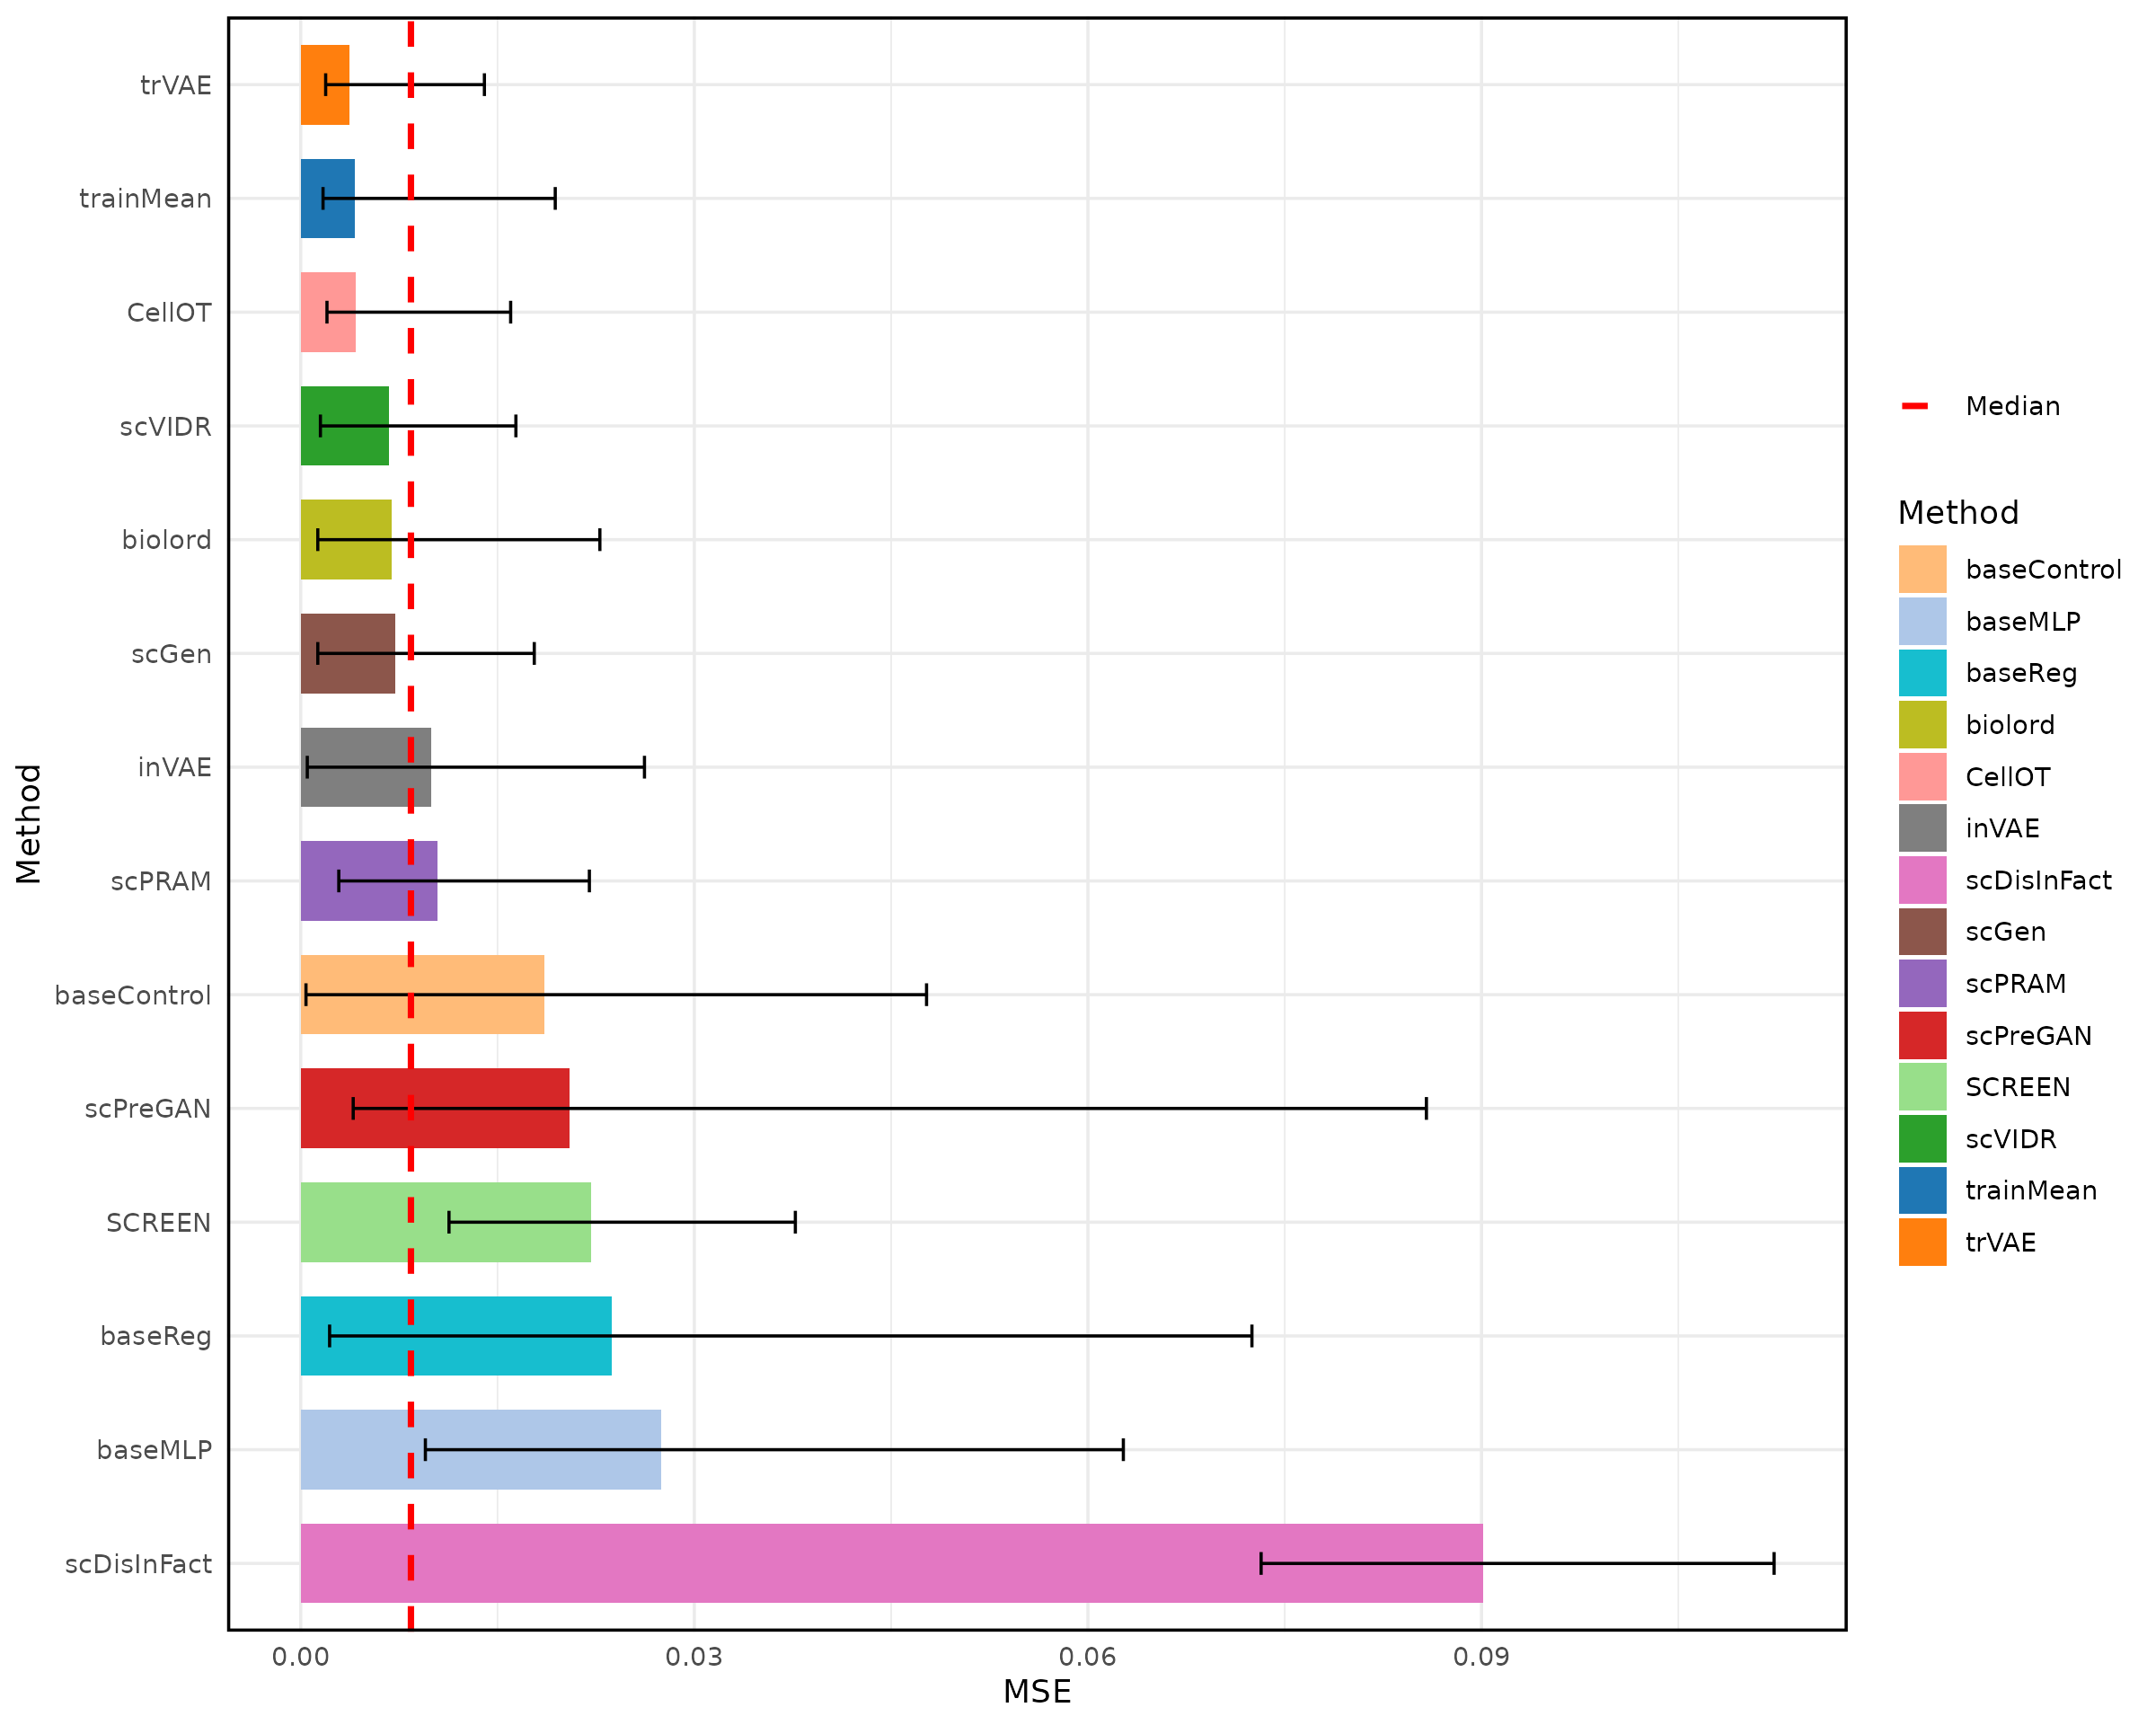 trVAE
trainMean
CellOT
scVIDR
biolord
scGen
inVAE
scPRAM
baseControl
scPreGAN
SCREEN
baseReg
baseMLP
scDisInFact
Method
0.00 0.03 0.06 0.09
MSE
Median
Method
baseControl
baseMLP
baseReg
biolord
CellOT
inVAE
scDisInFact
scGen
scPRAM
scPreGAN
SCREEN
scVIDR
trainMean
trVAE